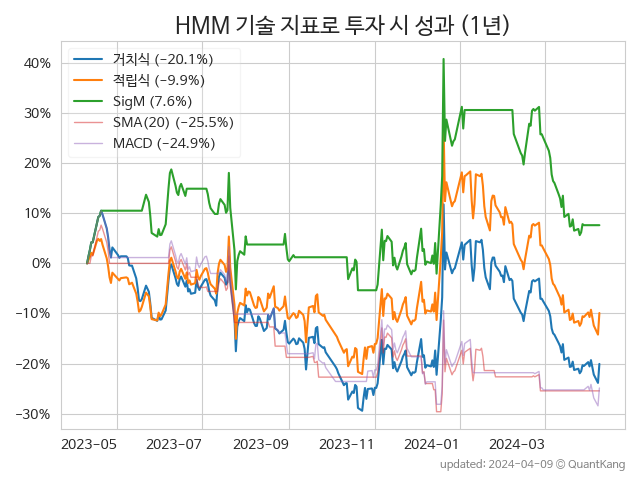 HMM 기술 지표로 투자 시 성과 (1년)
40%
30%
20%
10%
0%
−10%
−20%
−30%
거치식 (−20.1%)
적립식 (−9.9%)
SigM (7.6%)
SMA(20) (−25.5%)
MACD (−24.9%)
2023-05 2023-07 2023-09 2023-11 2024-01 2024-03
updated: 2024-04-09 © QuantKang